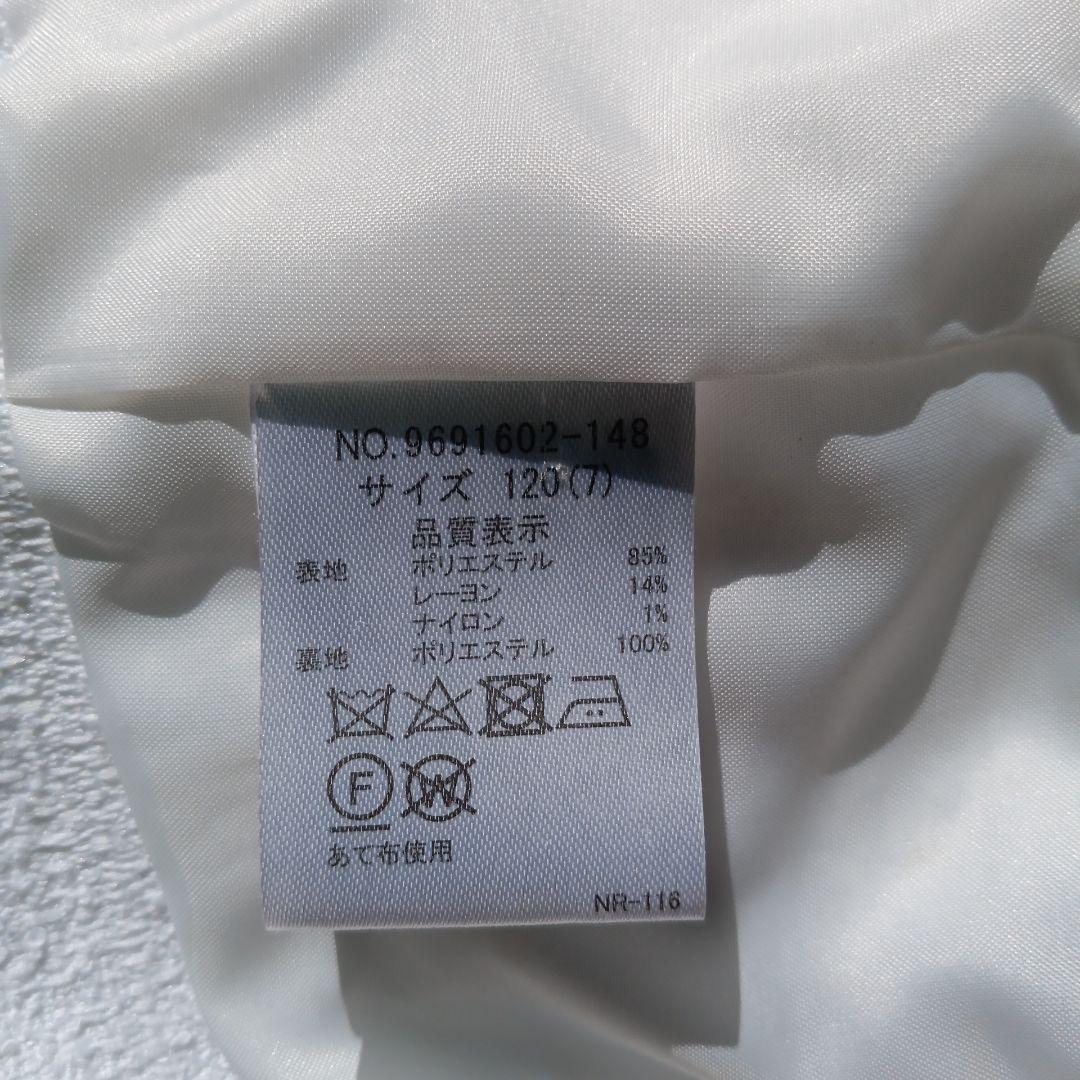 NO.9691602-148
サイズ 120(7)
品質表示
表地 ポリエステル 85%
レーヨン 14%
ナイロン 1%
裏地 ポリエステル 100%
F W
あて布使用
NR-116